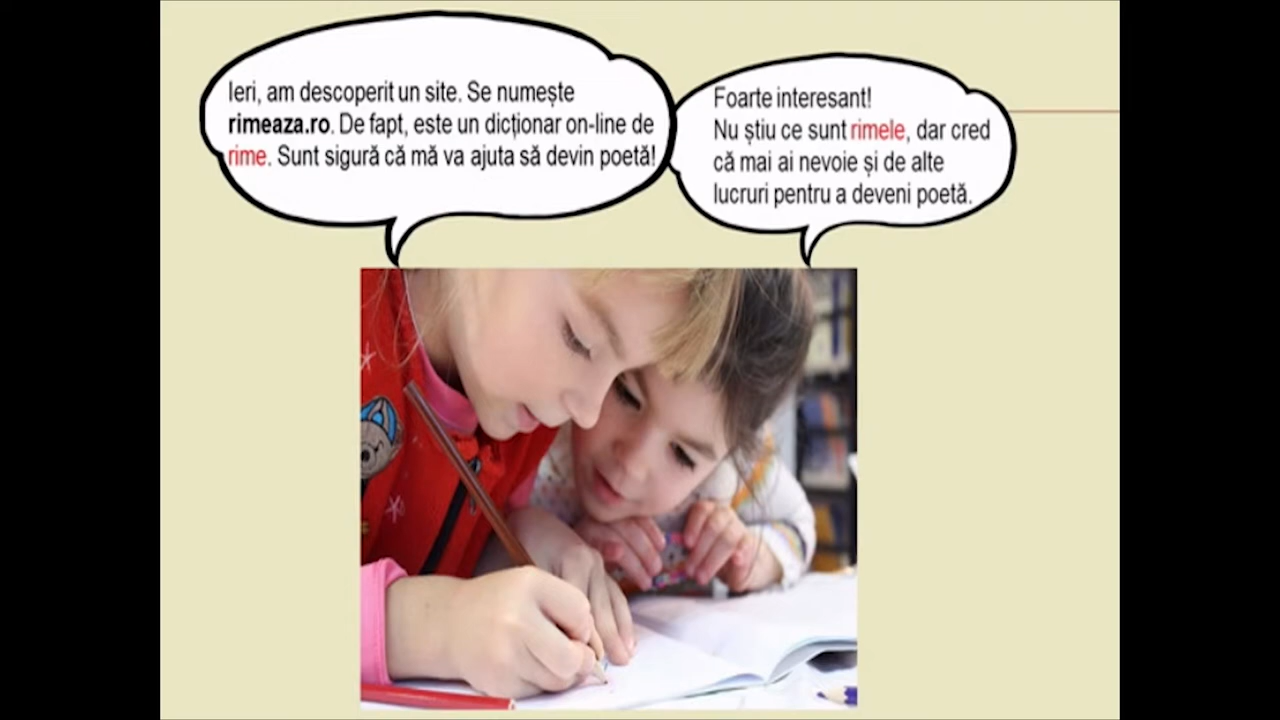 Ieri, am descoperit un site. Se numește
rimeaza.ro. De fapt, este un dicționar on-line de
rime. Sunt sigură că mă va ajuta să devin poetă!
Foarte interesant!
Nu știu ce sunt rimele, dar cred
că mai ai nevoie și de alte
lucruri pentru a deveni poetă.